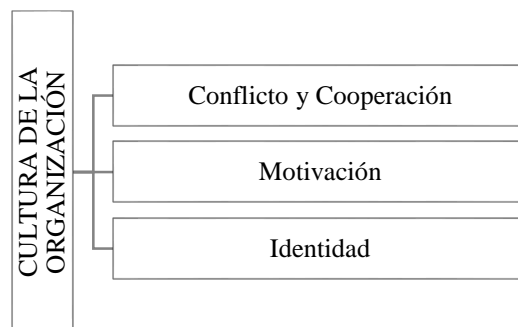 CULTURA DE LA
ORGANIZACIÓN
Conflicto y Cooperación
Motivación
Identidad